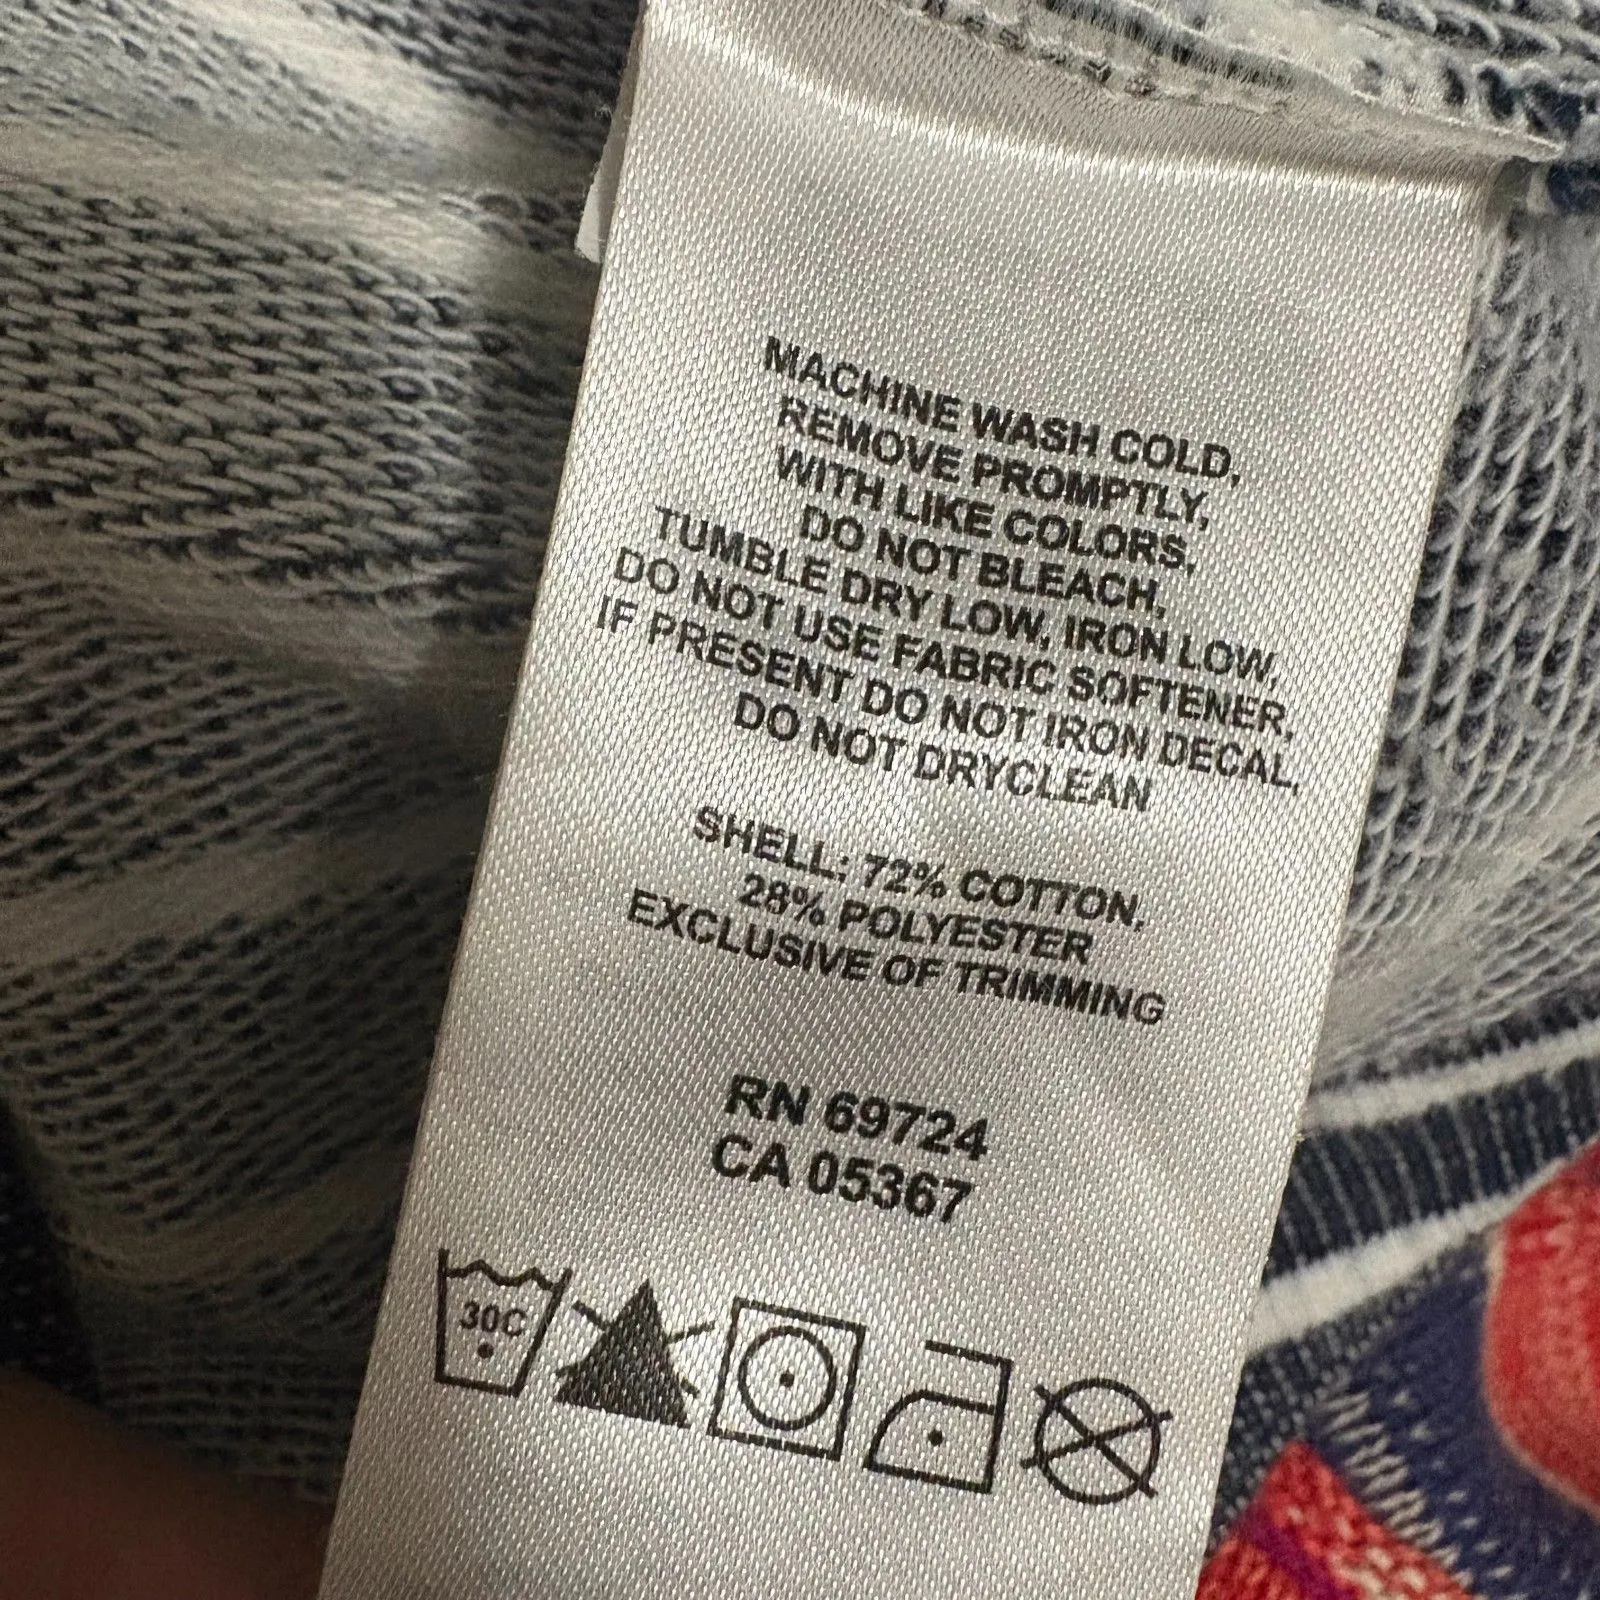 MACHINE WASH COLD,
REMOVE PROMPTLY,
WITH LIKE COLORS,
DO NOT BLEACH,
TUMBLE DRY LOW, IRON LOW,
DO NOT USE FABRIC SOFTENER,
IF PRESENT DO NOT IRON DECAL,
DO NOT DRYCLEAN
SHELL: 72% COTTON,
28% POLYESTER
EXCLUSIVE OF TRIMMING
RN 69724
CA 05367
30C